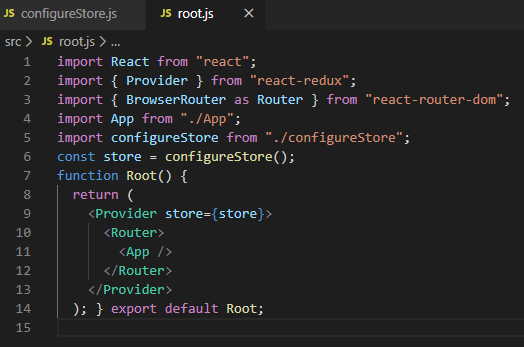 JS configureStore.js JS root.js ×
src > JS root.js > ...
1 import React from "react";
2 import { Provider } from "react-redux";
3 import { BrowserRouter as Router } from "react-router-dom";
4 import App from "./App";
5 import configureStore from "./configureStore";
6 const store = configureStore();
7 function Root() {
8   return (
9     <Provider store={store}>
10       <Router>
11         <App />
12       </Router>
13     </Provider>
14   ); } export default Root;
15